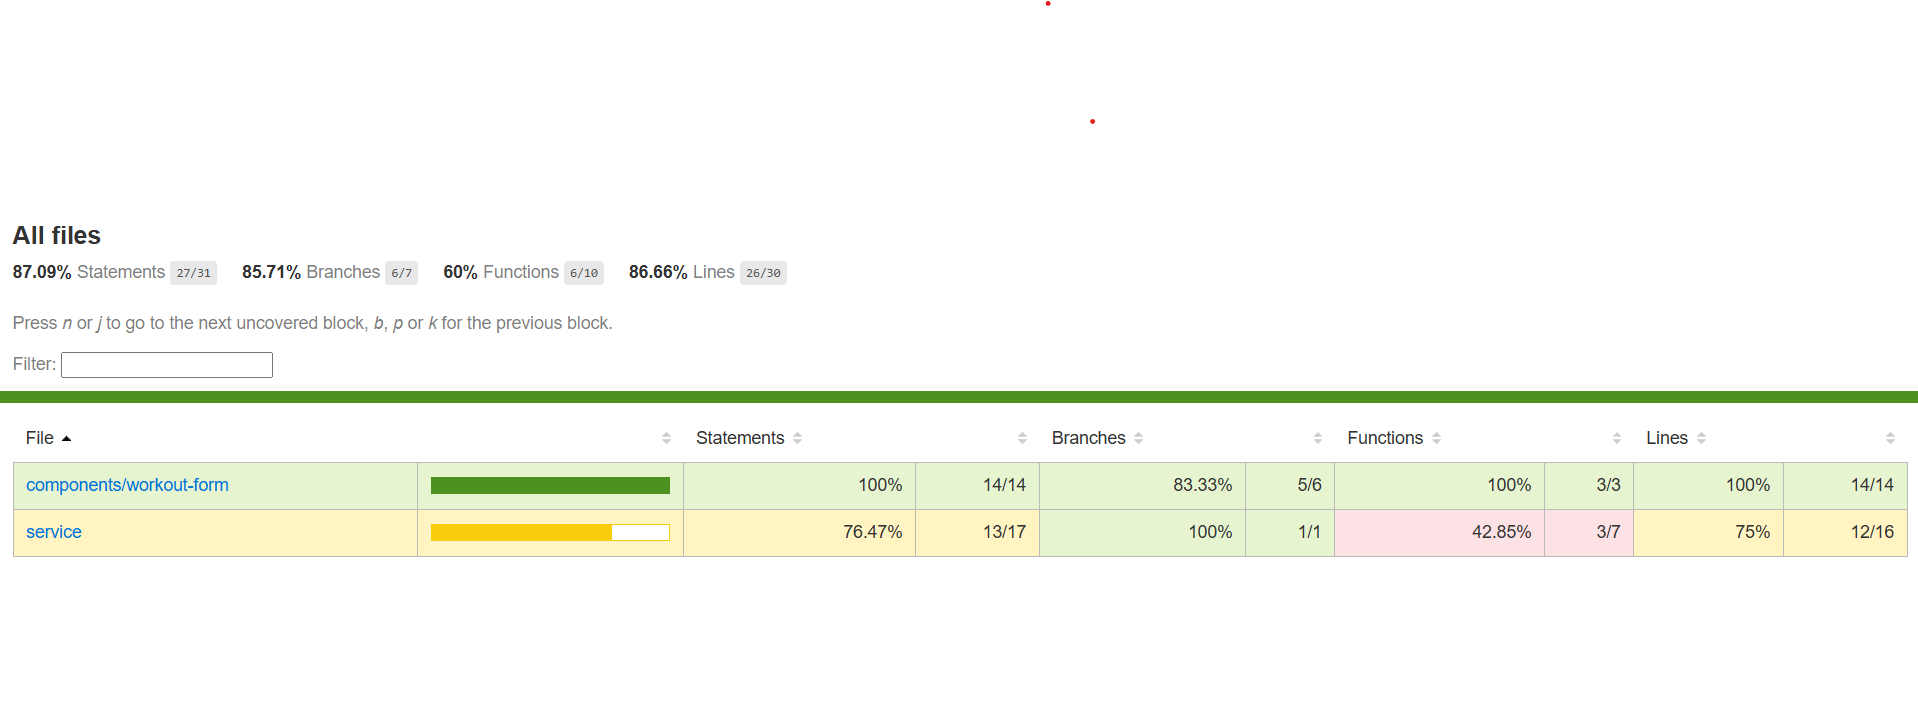 All files
87.09% Statements 27/31 85.71% Branches 6/7 60% Functions 6/10 86.66% Lines 26/30
Press n or j to go to the next uncovered block, b, p or k for the previous block.
Filter:
File Statements Branches Functions Lines
components/workout-form 100% 14/14 83.33% 5/6 100% 3/3 100% 14/14
service 76.47% 13/17 100% 1/1 42.85% 3/7 75% 12/16